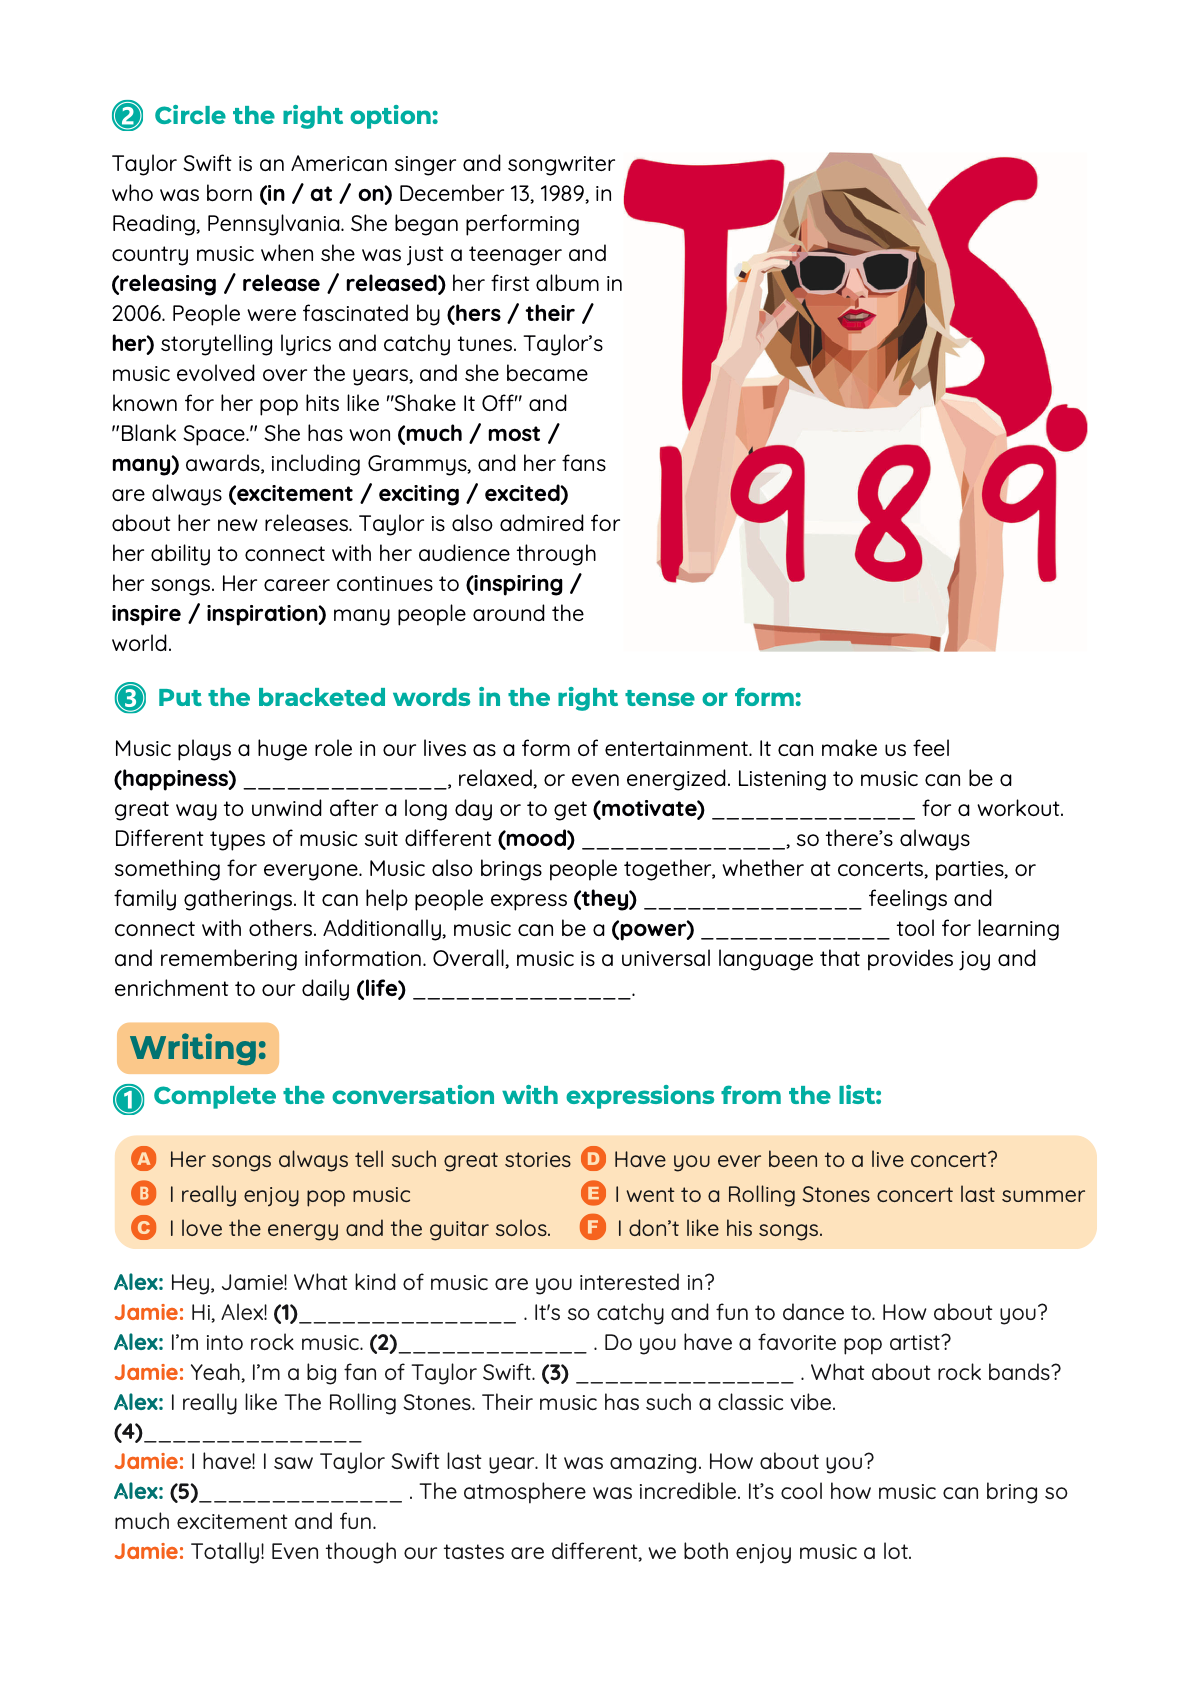 2 Circle the right option:
Taylor Swift is an American singer and songwriter
who was born (in / at / on) December 13, 1989, in
Reading, Pennsylvania. She began performing
country music when she was just a teenager and
(releasing / release / released) her first album in
2006. People were fascinated by (hers / their /
her) storytelling lyrics and catchy tunes. Taylor’s
music evolved over the years, and she became
known for her pop hits like "Shake It Off" and
"Blank Space." She has won (much / most /
many) awards, including Grammys, and her fans
are always (excitement / exciting / excited)
about her new releases. Taylor is also admired for
her ability to connect with her audience through
her songs. Her career continues to (inspiring /
inspire / inspiration) many people around the
world.
T.S.
1989
3 Put the bracketed words in the right tense or form:
Music plays a huge role in our lives as a form of entertainment. It can make us feel
(happiness) ______________, relaxed, or even energized. Listening to music can be a
great way to unwind after a long day or to get (motivate) ______________ for a workout.
Different types of music suit different (mood) ______________, so there’s always
something for everyone. Music also brings people together, whether at concerts, parties, or
family gatherings. It can help people express (they) _______________ feelings and
connect with others. Additionally, music can be a (power) _____________ tool for learning
and remembering information. Overall, music is a universal language that provides joy and
enrichment to our daily (life) _______________.
Writing:
1 Complete the conversation with expressions from the list:
A Her songs always tell such great stories
B I really enjoy pop music
C I love the energy and the guitar solos.
D Have you ever been to a live concert?
E I went to a Rolling Stones concert last summer
F I don’t like his songs.
Alex: Hey, Jamie! What kind of music are you interested in?
Jamie: Hi, Alex! (1)_______________ . It's so catchy and fun to dance to. How about you?
Alex: I’m into rock music. (2)_____________ . Do you have a favorite pop artist?
Jamie: Yeah, I’m a big fan of Taylor Swift. (3) _______________ . What about rock bands?
Alex: I really like The Rolling Stones. Their music has such a classic vibe.
(4)_______________
Jamie: I have! I saw Taylor Swift last year. It was amazing. How about you?
Alex: (5)______________ . The atmosphere was incredible. It’s cool how music can bring so
much excitement and fun.
Jamie: Totally! Even though our tastes are different, we both enjoy music a lot.